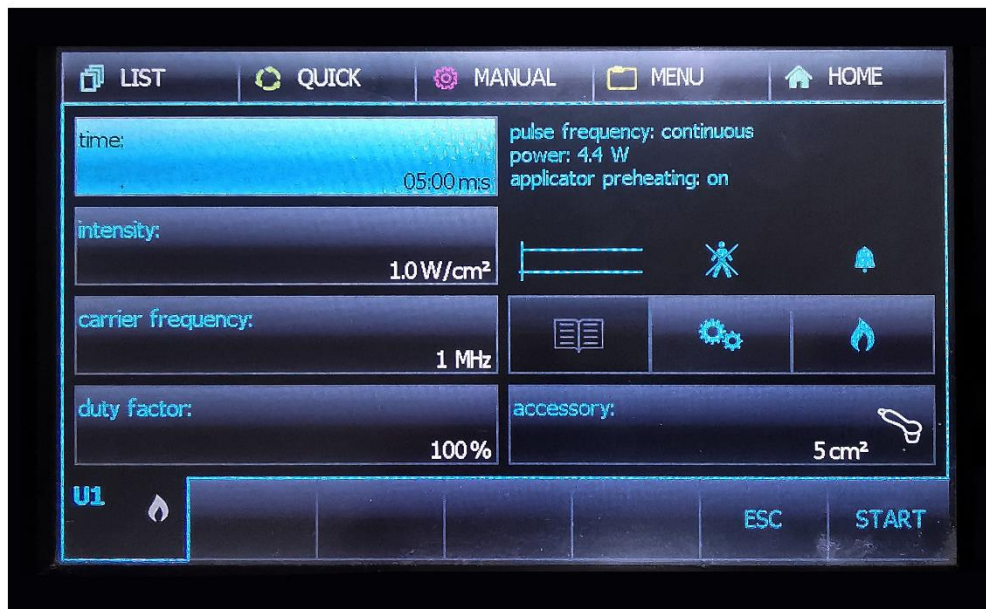 LIST
QUICK
MANUAL
MENU
HOME
time:
05:00 m:s
pulse frequency: continuous
power: 4.4 W
applicator preheating: on
intensity:
1.0 W/cm²
carrier frequency:
1 MHz
duty factor:
100%
accessory:
5 cm²
U1
ESC
START